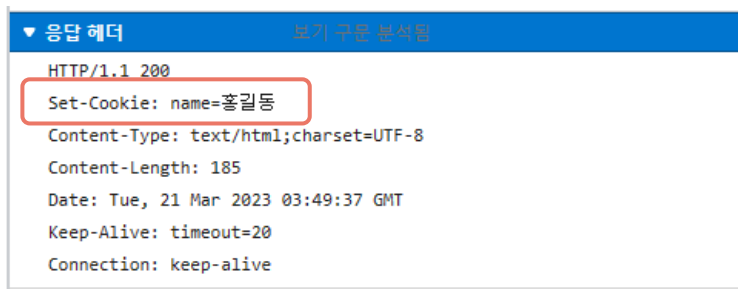 ▼ 응답 헤더 보기 구문 분석됨
HTTP/1.1 200
Set-Cookie: name=홍길동
Content-Type: text/html;charset=UTF-8
Content-Length: 185
Date: Tue, 21 Mar 2023 03:49:37 GMT
Keep-Alive: timeout=20
Connection: keep-alive